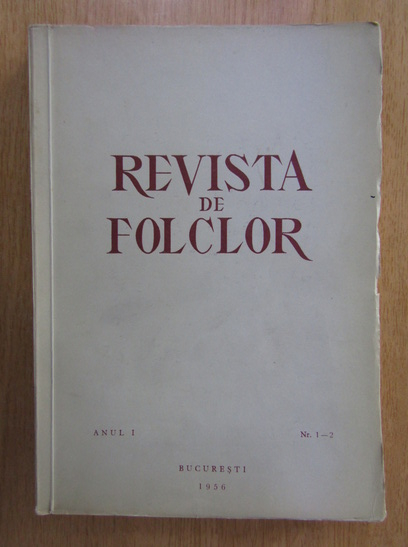 REVISTA
DE
FOLCLOR
ANUL I
Nr. 1—2
BUCUREȘTI
1956